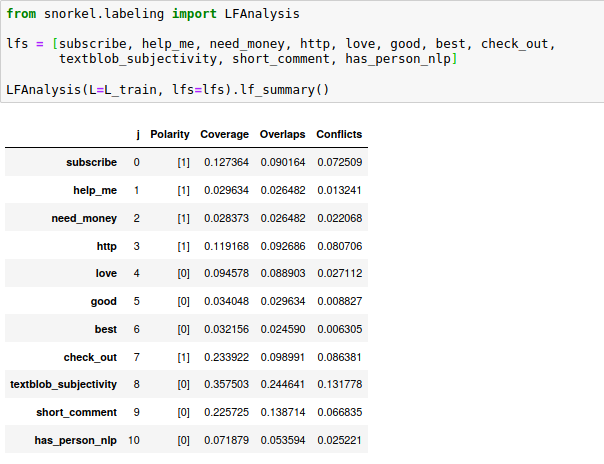 from snorkel.labeling import LFAnalysis
lfs = [subscribe, help_me, need_money, http, love, good, best, check_out,
textblob_subjectivity, short_comment, has_person_nlp]
LFAnalysis(L=L_train, lfs=lfs).lf_summary()
j Polarity Coverage Overlaps Conflicts
subscribe 0 [1] 0.127364 0.090164 0.072509
help_me 1 [1] 0.029634 0.026482 0.013241
need_money 2 [1] 0.028373 0.026482 0.022068
http 3 [1] 0.119168 0.092686 0.080706
love 4 [0] 0.094578 0.088903 0.027112
good 5 [0] 0.034048 0.029634 0.008827
best 6 [0] 0.032156 0.024590 0.006305
check_out 7 [1] 0.233922 0.098991 0.086381
textblob_subjectivity 8 [0] 0.357503 0.244641 0.131778
short_comment 9 [0] 0.225725 0.138714 0.066835
has_person_nlp 10 [0] 0.071879 0.053594 0.025221